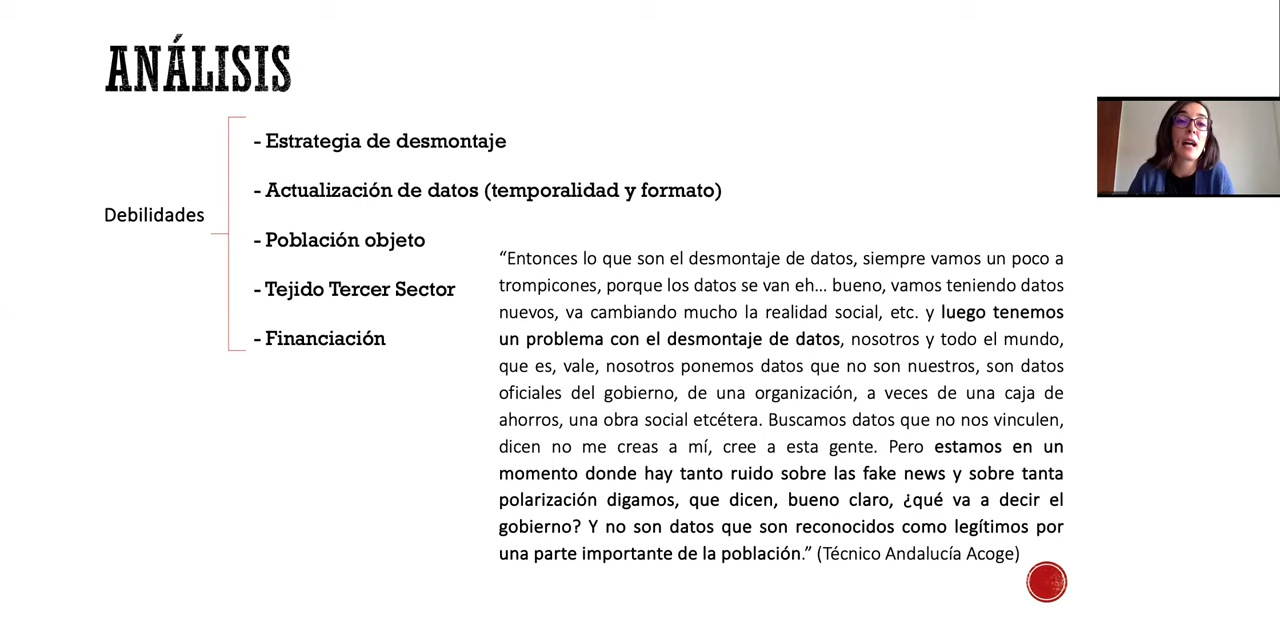 ANÁLISIS
- Estrategia de desmontaje
- Actualización de datos (temporalidad y formato)
Debilidades
- Población objeto
- Tejido Tercer Sector
- Financiación
“Entonces lo que son el desmontaje de datos, siempre vamos un poco a
trompicones, porque los datos se van eh... bueno, vamos teniendo datos
nuevos, va cambiando mucho la realidad social, etc. y luego tenemos
un problema con el desmontaje de datos, nosotros y todo el mundo,
que es, vale, nosotros ponemos datos que no son nuestros, son datos
oficiales del gobierno, de una organización, a veces de una caja de
ahorros, una obra social etcétera. Buscamos datos que no nos vinculen,
dicen no me creas a mí, cree a esta gente. Pero estamos en un
momento donde hay tanto ruido sobre las fake news y sobre tanta
polarización digamos, que dicen, bueno claro, ¿qué va a decir el
gobierno? Y no son datos que son reconocidos como legítimos por
una parte importante de la población.” (Técnico Andalucía Acoge)